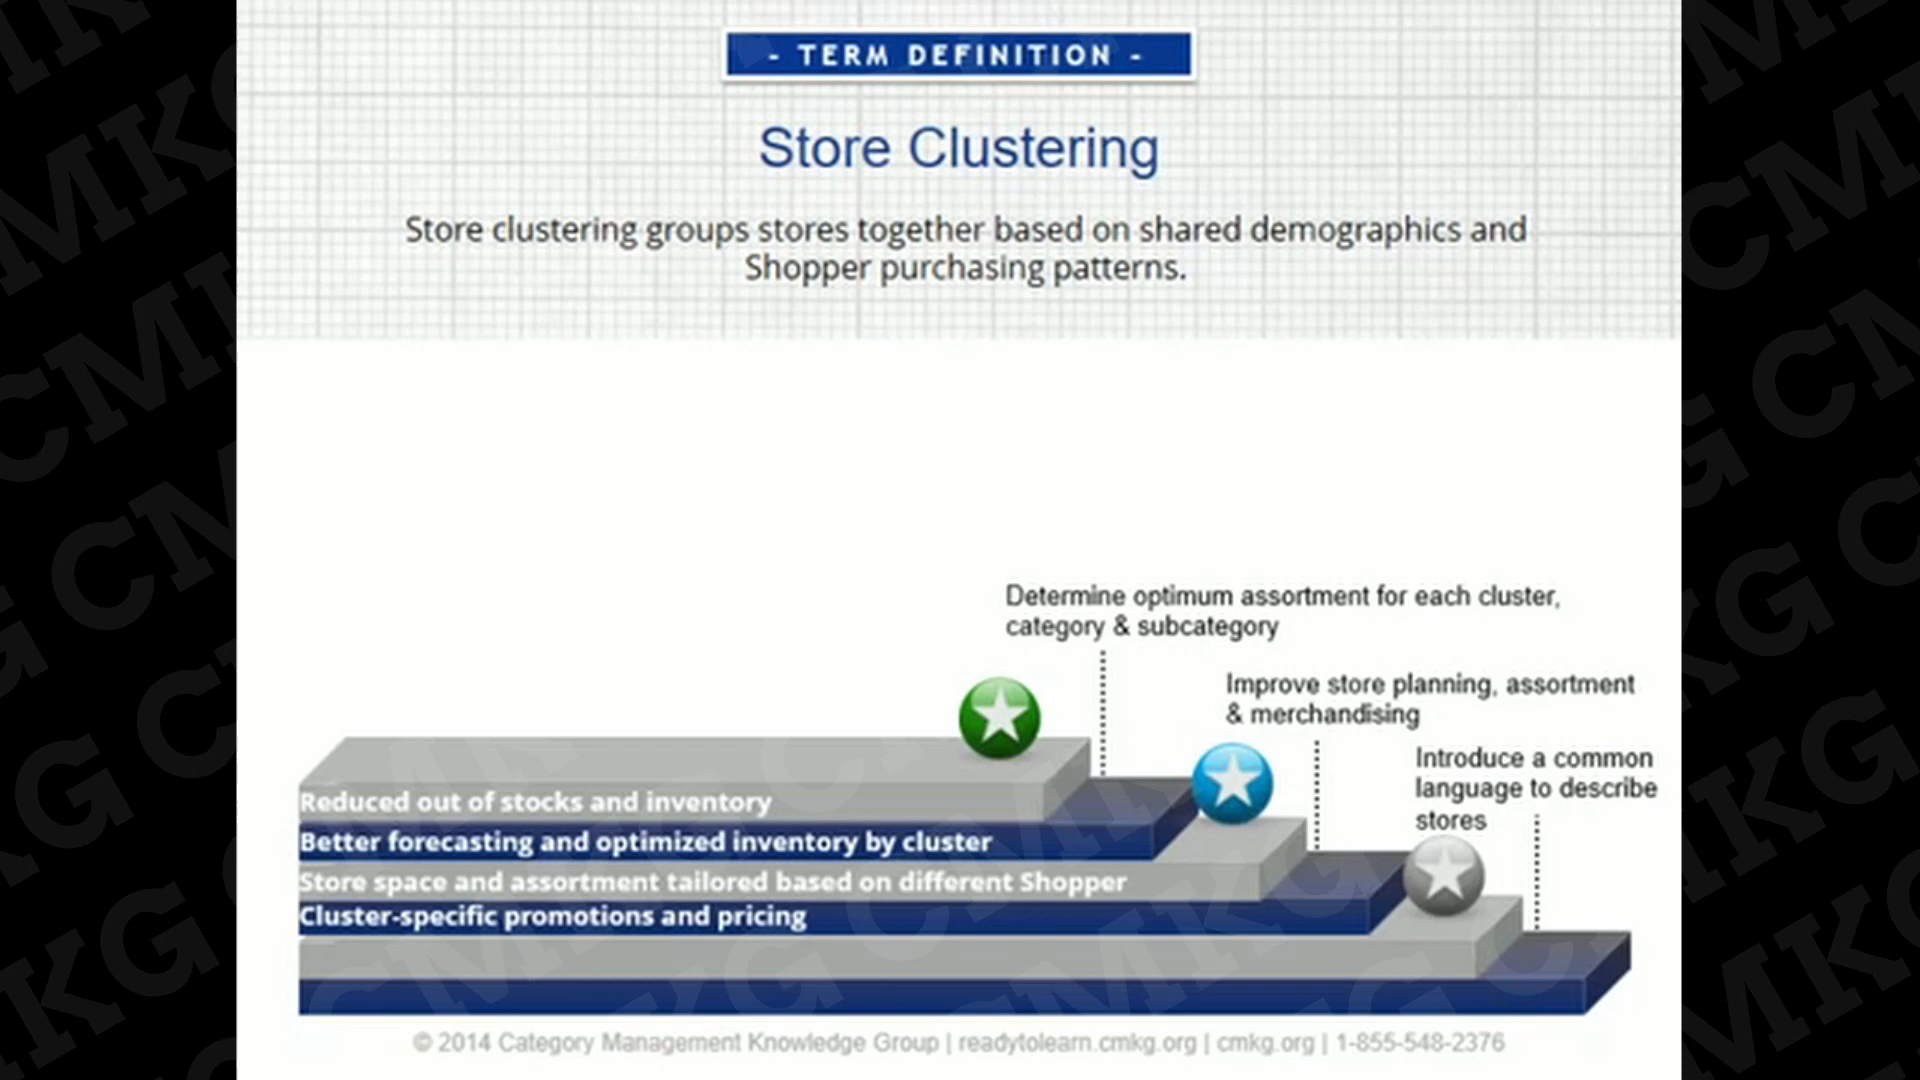 - TERM DEFINITION -
Store Clustering
Store clustering groups stores together based on shared demographics and
Shopper purchasing patterns.
Determine optimum assortment for each cluster,
category & subcategory
Improve store planning, assortment
& merchandising
Introduce a common
language to describe
stores
Reduced out of stocks and inventory
Better forecasting and optimized inventory by cluster
Store space and assortment tailored based on different Shopper
Cluster-specific promotions and pricing
© 2014 Category Management Knowledge Group | readytolearn.cmkg.org | cmkg.org | 1-855-548-2376